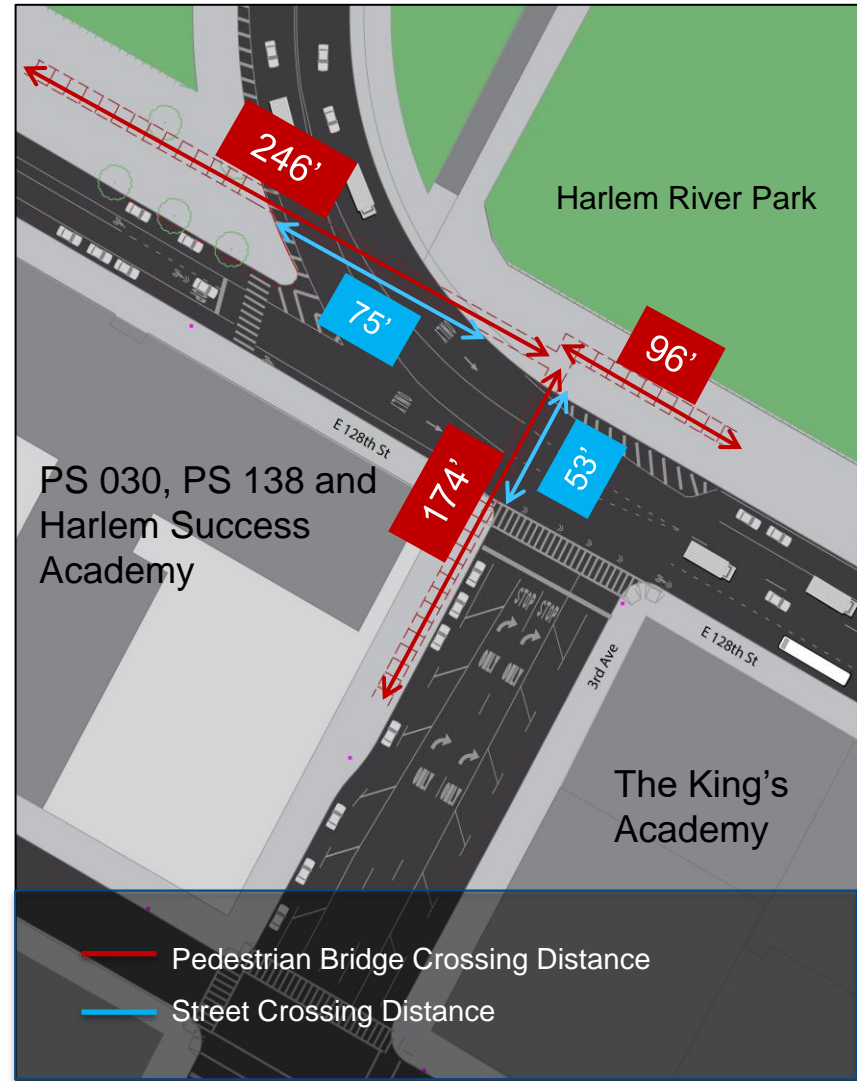 246’
Harlem River Park
75’
96’
E 128th St
53’
174’
PS 030, PS 138 and
Harlem Success
Academy
STOP STOP
ONLY ONLY
ONLY ONLY
3rd Ave
E 128th St
The King’s
Academy
Pedestrian Bridge Crossing Distance
Street Crossing Distance